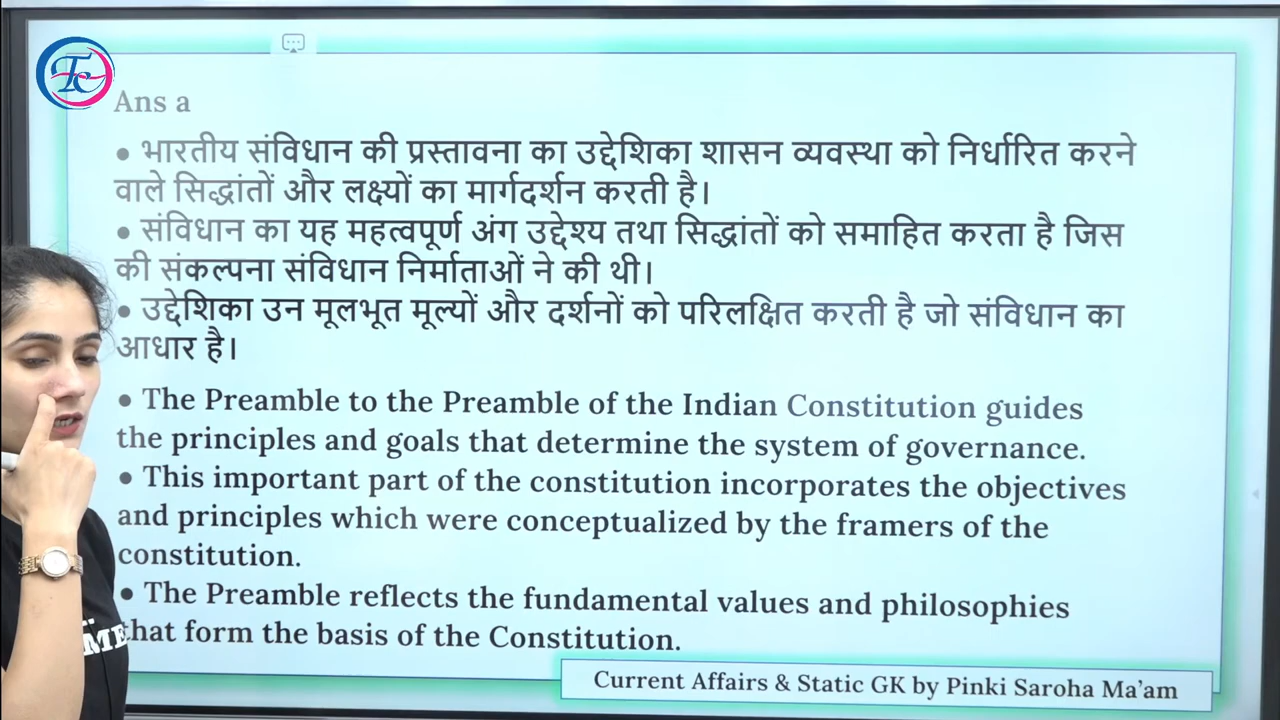 Tc
Ans a
● भारतीय संविधान की प्रस्तावना का उद्देशिका शासन व्यवस्था को निर्धारित करने
वाले सिद्धांतों और लक्ष्यों का मार्गदर्शन करती है।
● संविधान का यह महत्वपूर्ण अंग उद्देश्य तथा सिद्धांतों को समाहित करता है जिस
की संकल्पना संविधान निर्माताओं ने की थी।
● उद्देशिका उन मूलभूत मूल्यों और दर्शनों को परिलक्षित करती है जो संविधान का
आधार है।
● The Preamble to the Preamble of the Indian Constitution guides
the principles and goals that determine the system of governance.
● This important part of the constitution incorporates the objectives
and principles which were conceptualized by the framers of the
constitution.
● The Preamble reflects the fundamental values and philosophies
that form the basis of the Constitution.
Current Affairs & Static GK by Pinki Saroha Ma'am